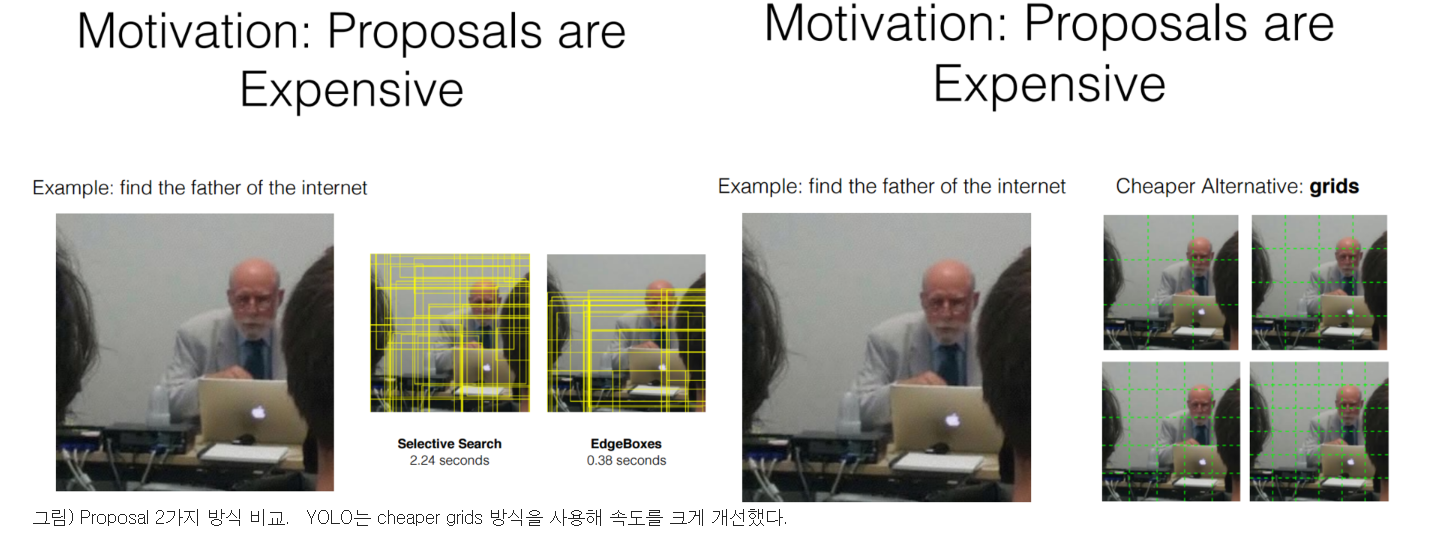 Motivation: Proposals are
Expensive
Example: find the father of the internet
Selective Search
2.24 seconds
EdgeBoxes
0.38 seconds
Motivation: Proposals are
Expensive
Example: find the father of the internet
Cheaper Alternative: grids
그림) Proposal 2가지 방식 비교. YOLO는 cheaper grids 방식을 사용해 속도를 크게 개선했다.